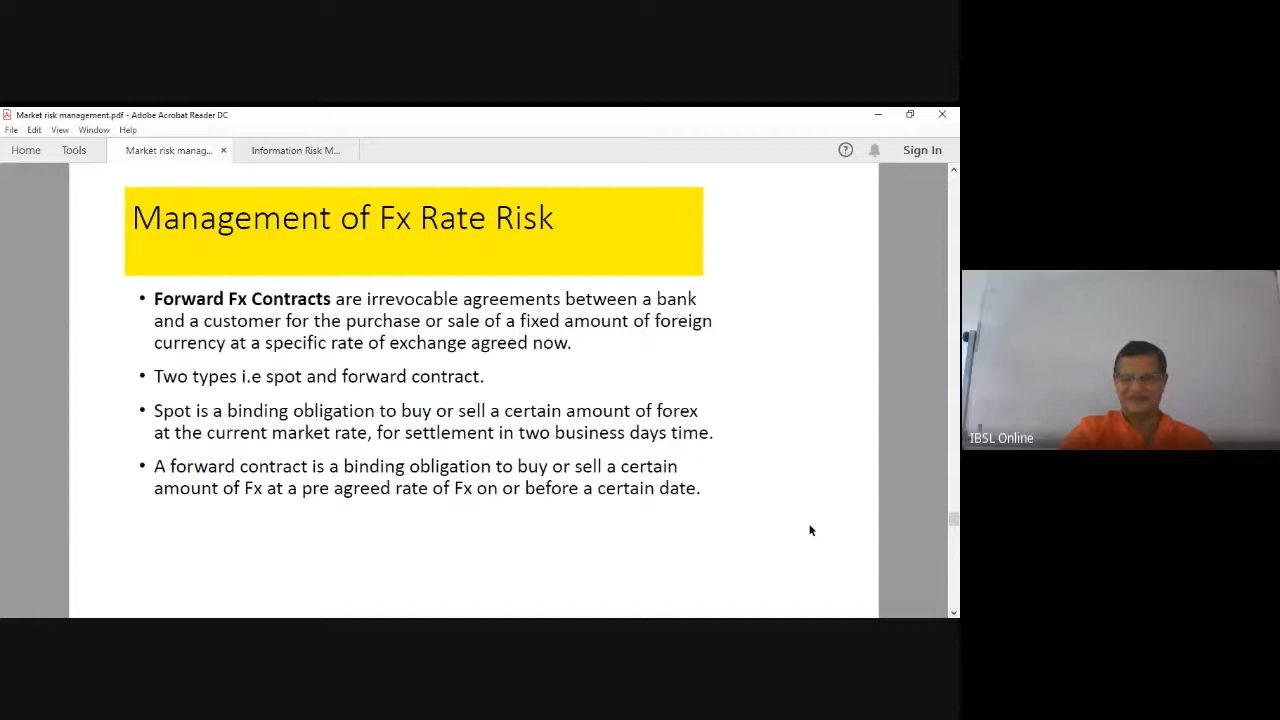 Market risk management.pdf - Adobe Acrobat Reader DC
File Edit View Window Help
Home Tools Market risk manag... × Information Risk M... Sign In
Management of Fx Rate Risk
• Forward Fx Contracts are irrevocable agreements between a bank
and a customer for the purchase or sale of a fixed amount of foreign
currency at a specific rate of exchange agreed now.
• Two types i.e spot and forward contract.
• Spot is a binding obligation to buy or sell a certain amount of forex
at the current market rate, for settlement in two business days time.
• A forward contract is a binding obligation to buy or sell a certain
amount of Fx at a pre agreed rate of Fx on or before a certain date.
IBSL Online